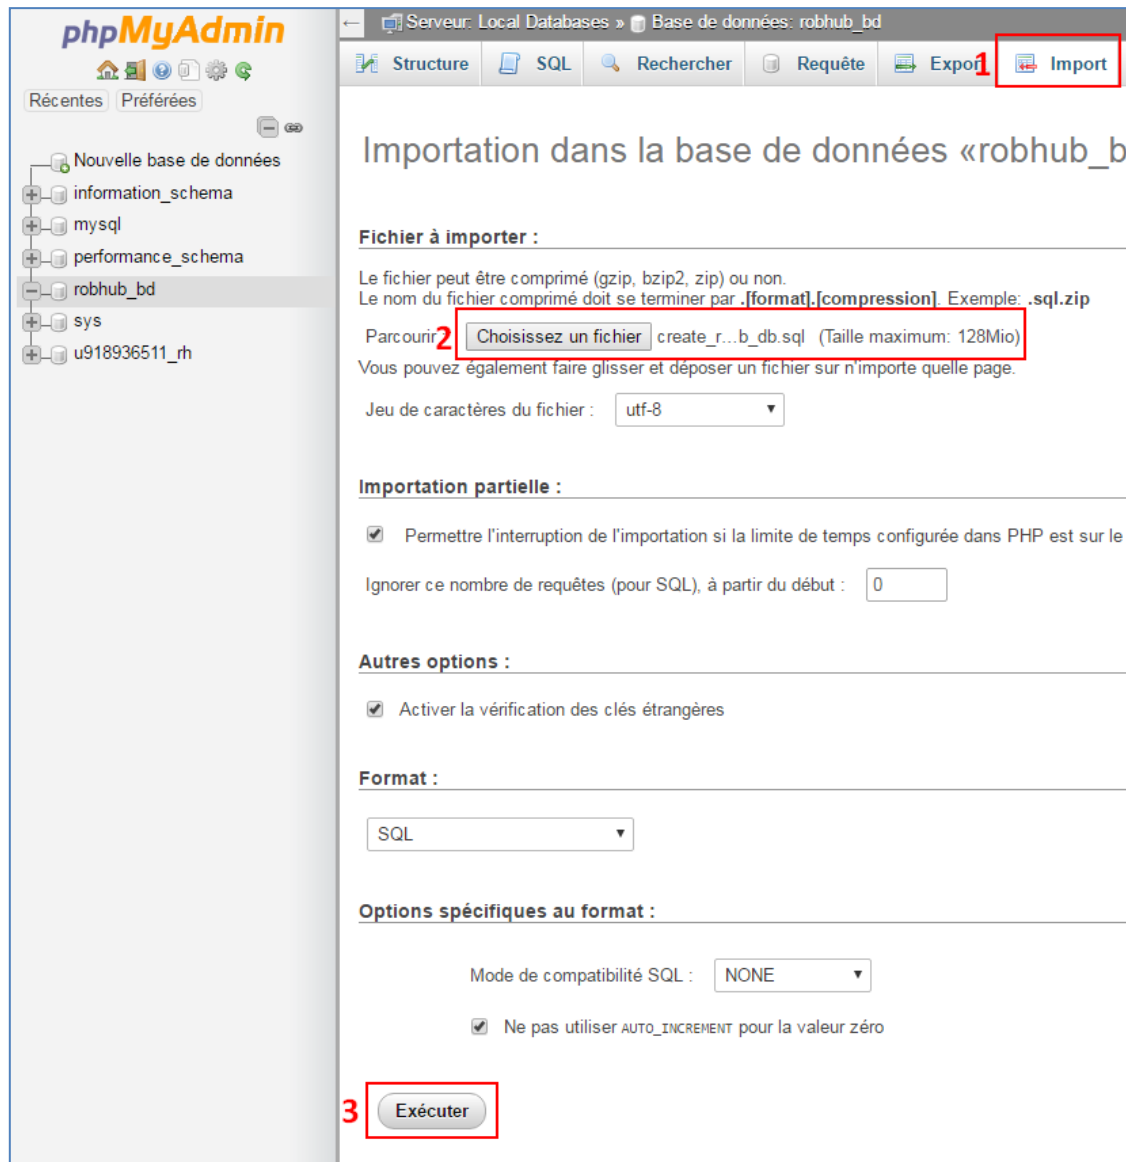 phpMyAdmin
Récentes Préférées
Nouvelle base de données
information_schema
mysql
performance_schema
robhub_bd
sys
u918936511_rh
← Serveur: Local Databases » Base de données: robhub_bd
Structure SQL Rechercher Requête Export 1 Import
Importation dans la base de données «robhub_b
Fichier à importer :
Le fichier peut être comprimé (gzip, bzip2, zip) ou non.
Le nom du fichier comprimé doit se terminer par .[format].[compression]. Exemple: .sql.zip
Parcourir : 2 Choisissez un fichier create_r...b_db.sql (Taille maximum: 128Mio)
Vous pouvez également faire glisser et déposer un fichier sur n'importe quelle page.
Jeu de caractères du fichier : utf-8
Importation partielle :
Permettre l'interruption de l'importation si la limite de temps configurée dans PHP est sur le
Ignorer ce nombre de requêtes (pour SQL), à partir du début : 0
Autres options :
Activer la vérification des clés étrangères
Format :
SQL
Options spécifiques au format :
Mode de compatibilité SQL : NONE
Ne pas utiliser AUTO_INCREMENT pour la valeur zéro
3 Exécuter